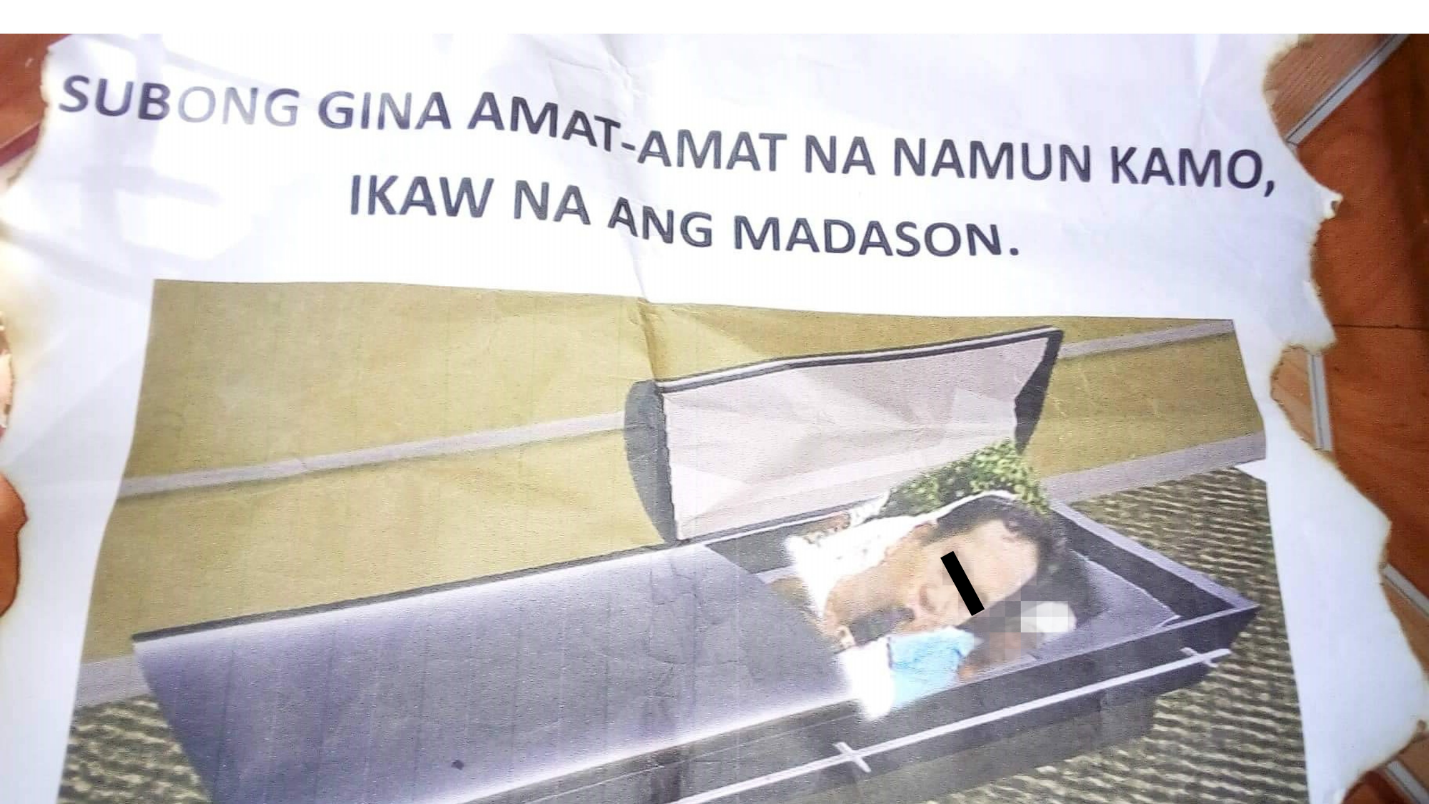 SUBONG GINA AMAT-AMAT NA NAMUN KAMO,
IKAW NA ANG MADASON.